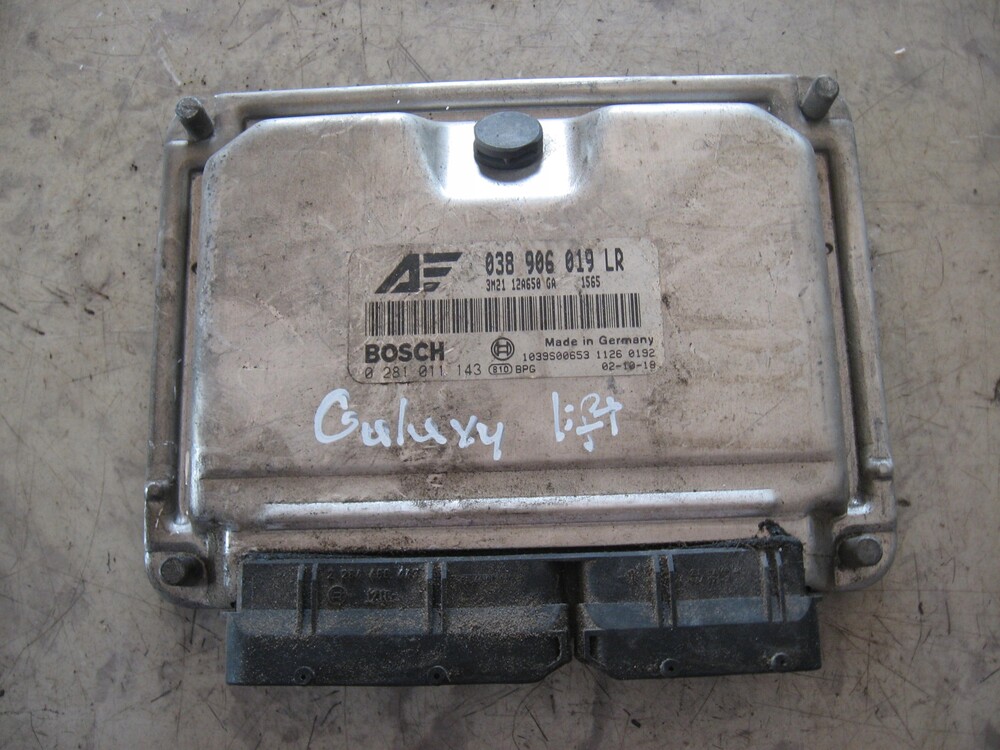 AF 038 906 019 LR
3M21 12A650 GA 1565
BOSCH Made in Germany
1039S00653 1126 0192
0 281 011 143 810 BPG 02-10-18
Galaxy lift